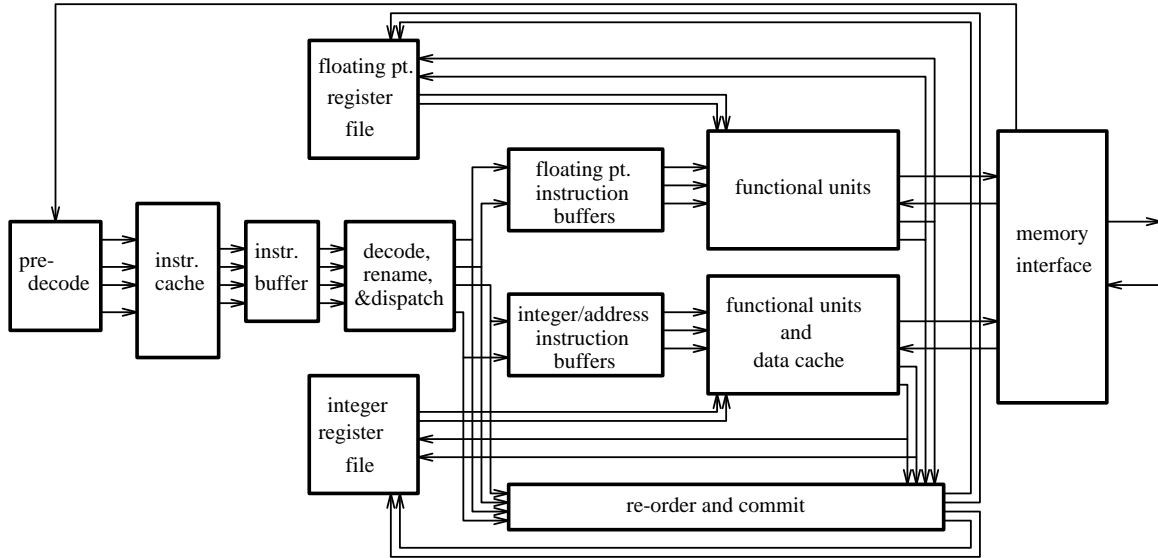 floating pt.
register
file
floating pt.
instruction
buffers
functional units
pre-
decode
instr.
cache
instr.
buffer
decode,
rename,
&dispatch
memory
interface
integer/address
instruction
buffers
functional units
and
data cache
integer
register
file
re-order and commit